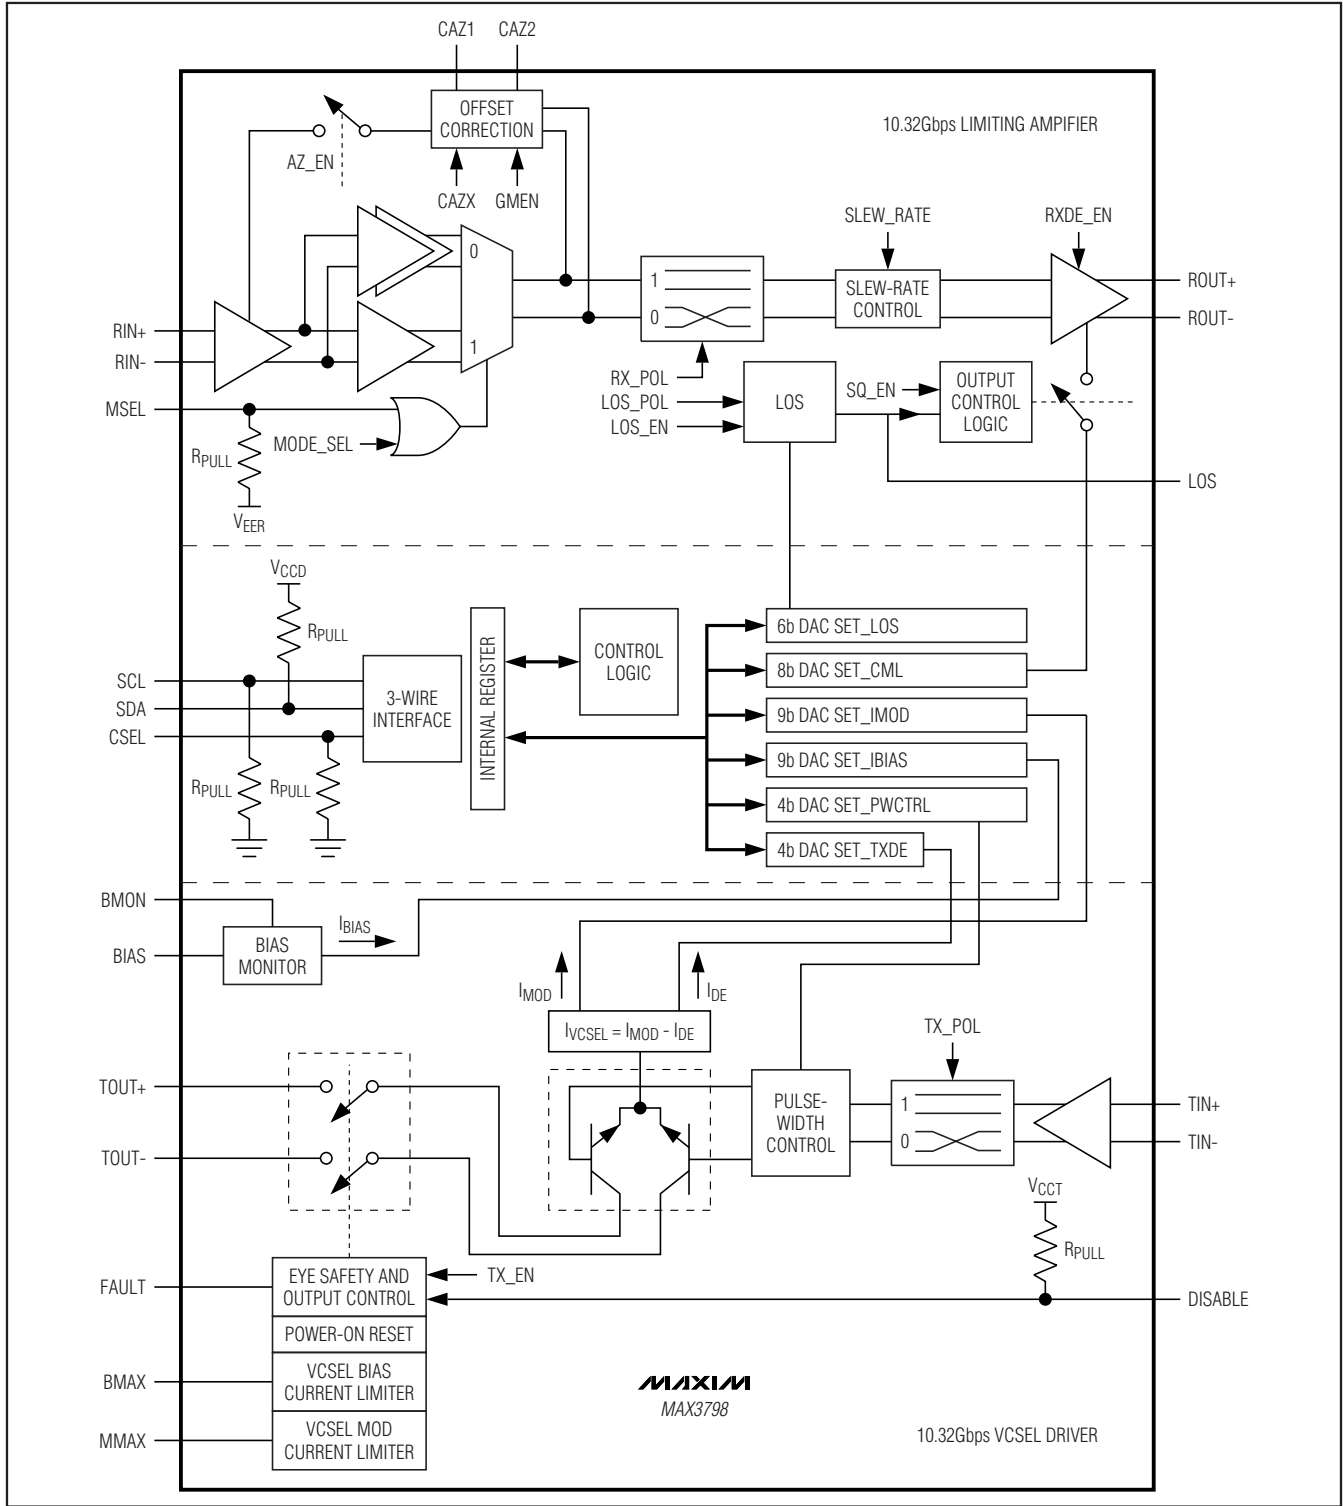 CAZ1 CAZ2
OFFSET
CORRECTION
10.32Gbps LIMITING AMPIFIER
AZ_EN
CAZX GMEN
SLEW_RATE RXDE_EN
0
1
1
0
SLEW-RATE
CONTROL
ROUT+
ROUT-
RIN+
RIN-
MSEL
RX_POL
LOS_POL
LOS_EN
LOS
SQ_EN
OUTPUT
CONTROL
LOGIC
MODE_SEL
RPULL
VEER
LOS
VCCD
RPULL
SCL
SDA
CSEL
3-WIRE
INTERFACE
INTERNAL REGISTER
CONTROL
LOGIC
6b DAC SET_LOS
8b DAC SET_CML
9b DAC SET_IMOD
9b DAC SET_IBIAS
4b DAC SET_PWCTRL
4b DAC SET_TXDE
RPULL RPULL
BMON
BIAS
BIAS
MONITOR
IBIAS
IMOD
IDE
IVCSEL = IMOD - IDE
TX_POL
TOUT+
TOUT-
PULSE-
WIDTH
CONTROL
1
0
TIN+
TIN-
VCCT
RPULL
FAULT
EYE SAFETY AND
OUTPUT CONTROL
TX_EN
DISABLE
POWER-ON RESET
BMAX
VCSEL BIAS
CURRENT LIMITER
MMAX
VCSEL MOD
CURRENT LIMITER
MAXIM
MAX3798
10.32Gbps VCSEL DRIVER